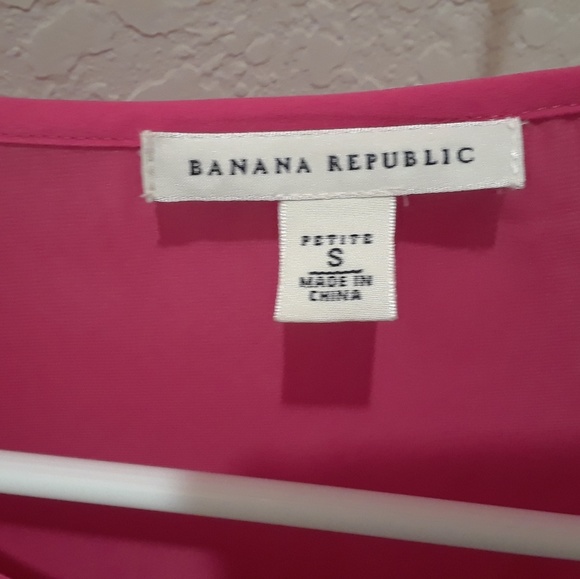 BANANA REPUBLIC
PETITE
S
MADE IN
CHINA